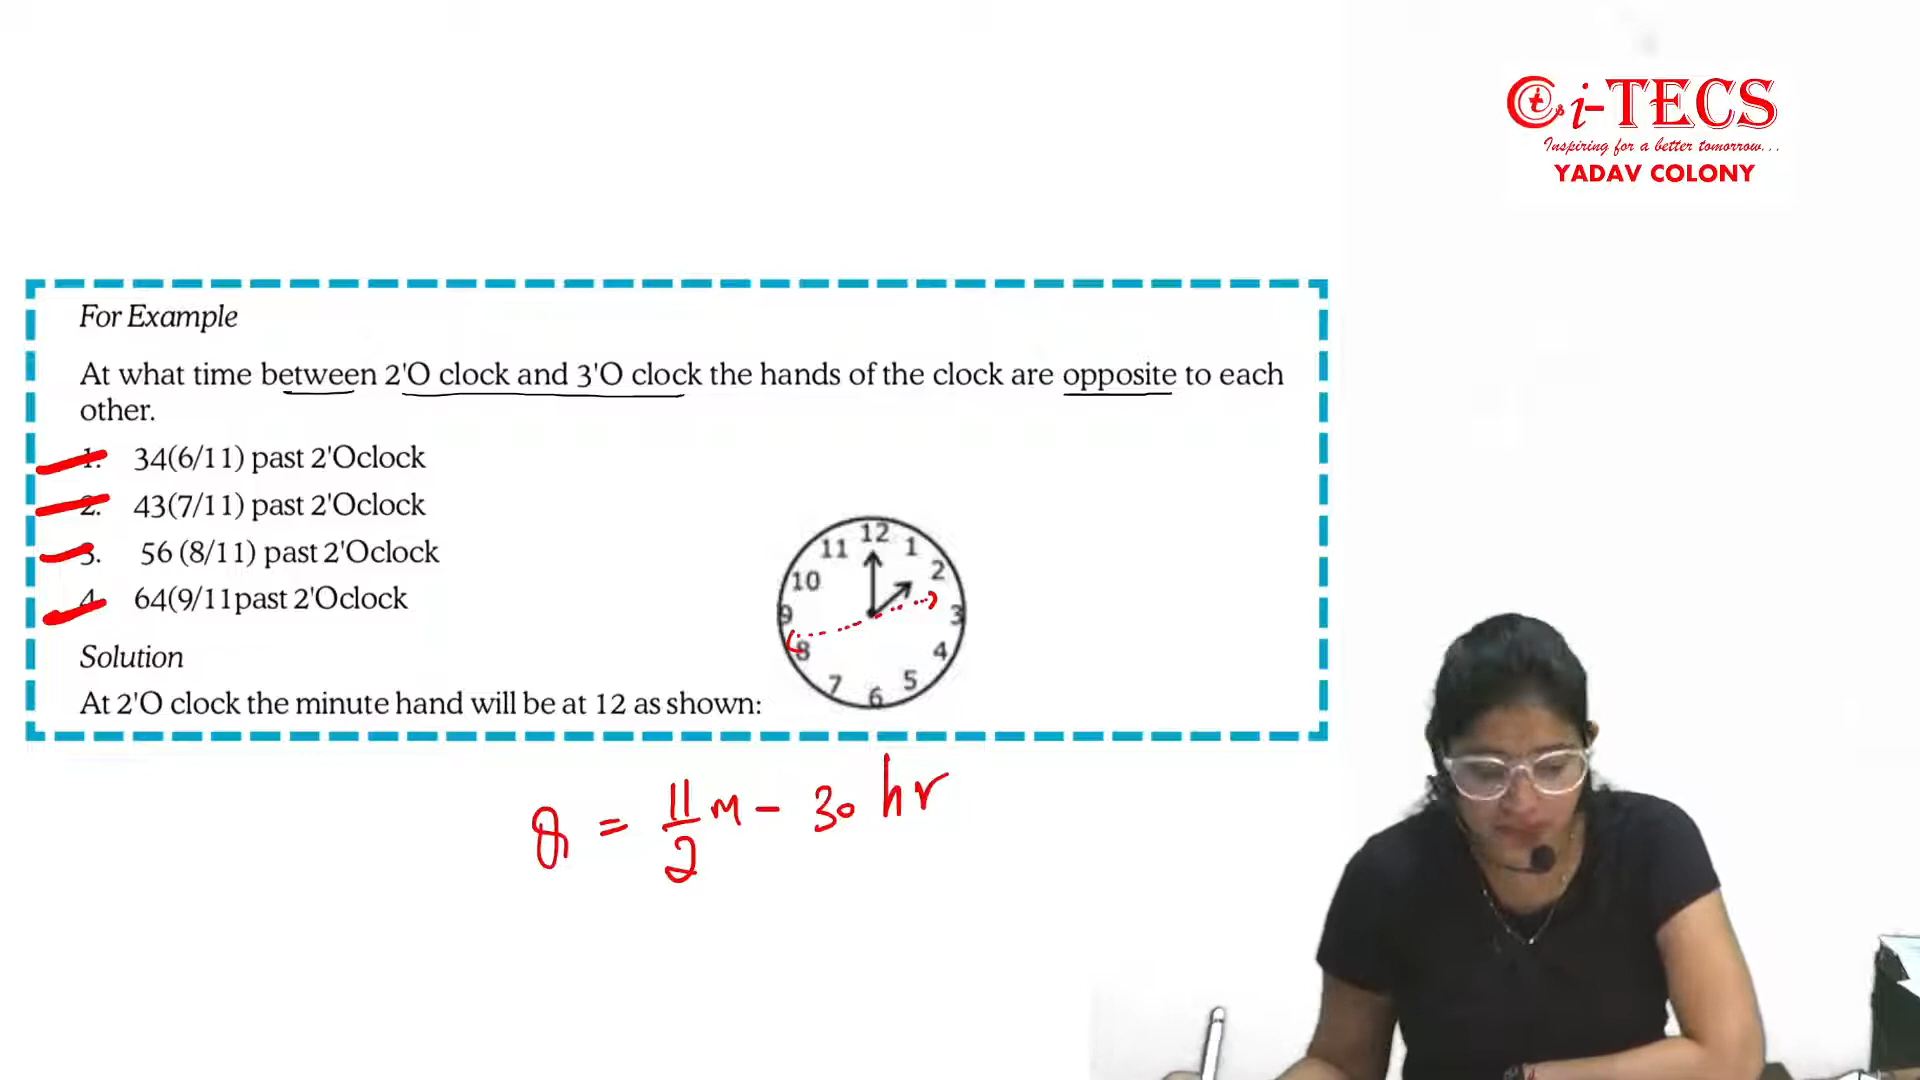 i-TECS
Inspiring for a better tomorrow...
YADAV COLONY
For Example
At what time between 2'O clock and 3'O clock the hands of the clock are opposite to each
other.
1. 34(6/11) past 2'Oclock
2. 43(7/11) past 2'Oclock
3. 56 (8/11) past 2'Oclock
4. 64(9/11past 2'Oclock
12
11 1
10 2
9 3
8 4
7 5
6
Solution
At 2'O clock the minute hand will be at 12 as shown:
θ = 11/2 m - 30 hr